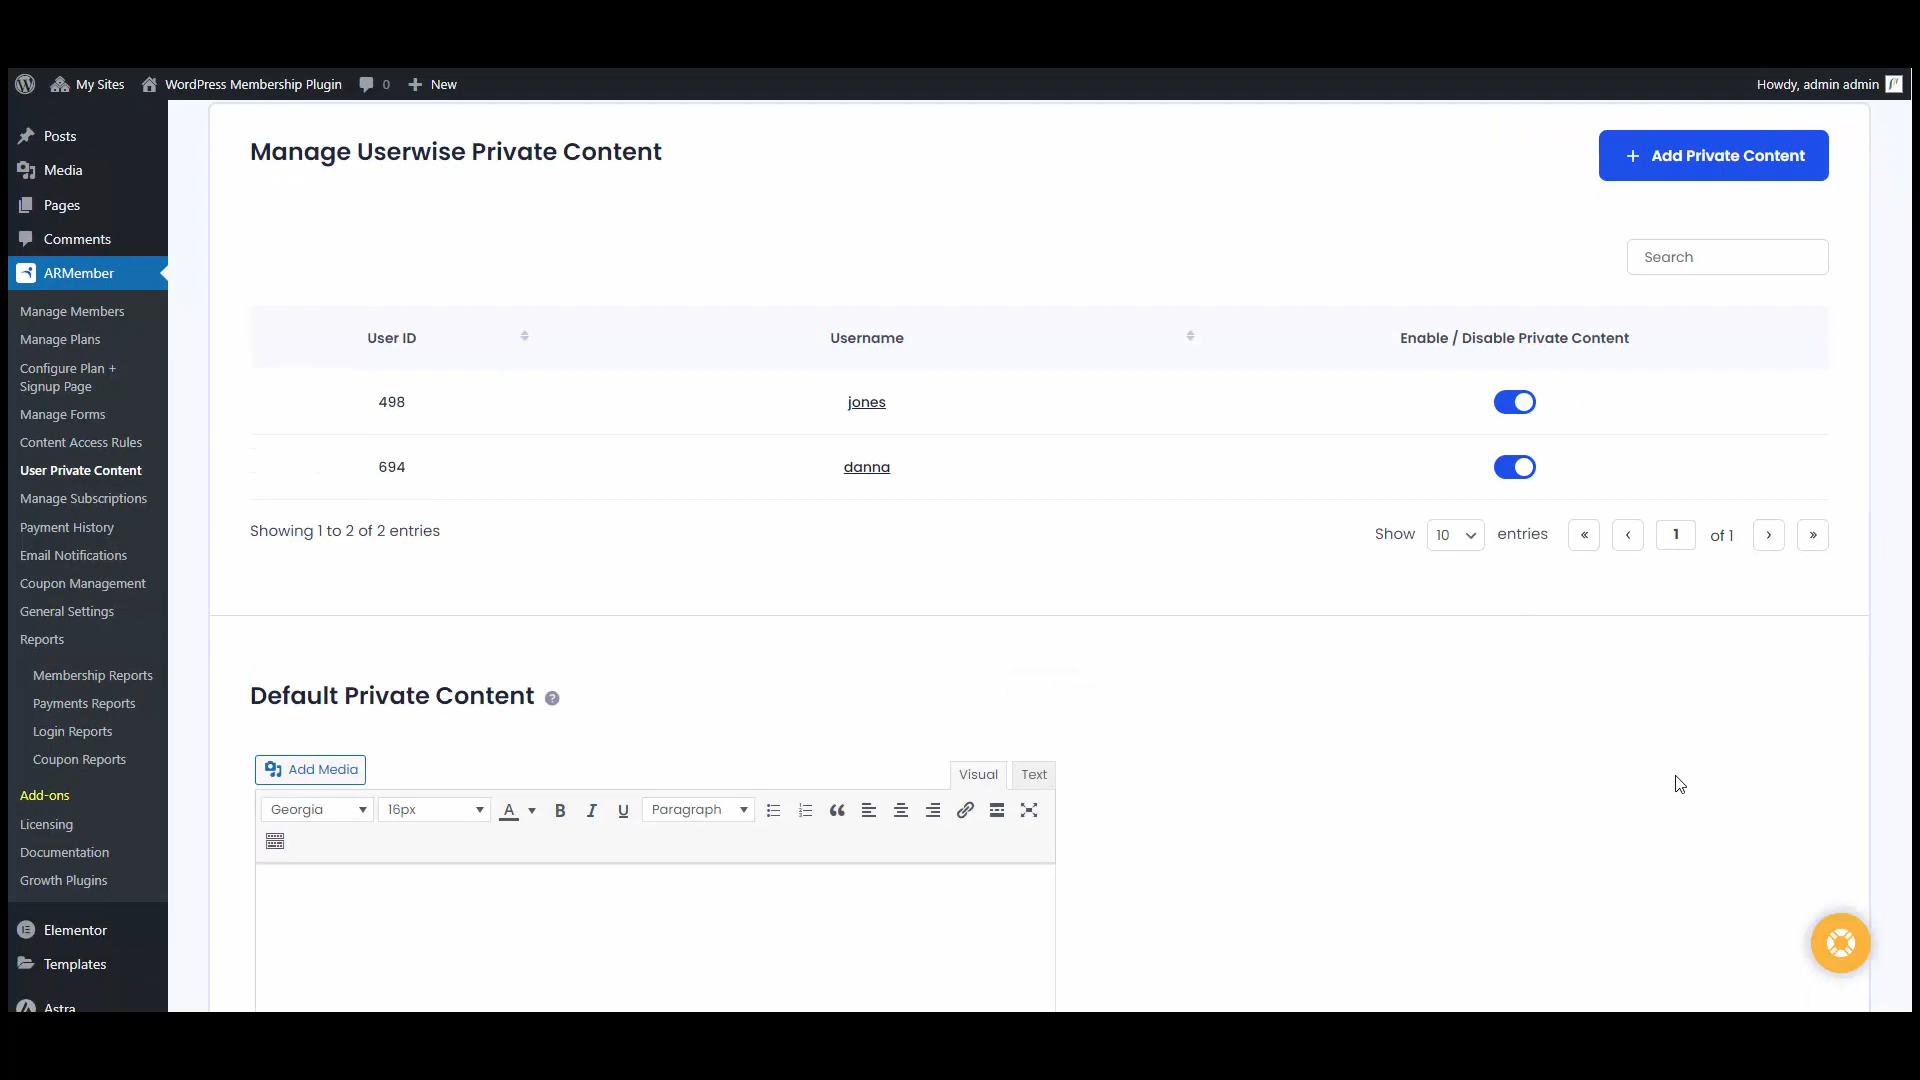 My Sites WordPress Membership Plugin 0 + New Howdy, admin admin
Posts
Media
Pages
Comments
ARMember
Manage Members
Manage Plans
Configure Plan +
Signup Page
Manage Forms
Content Access Rules
User Private Content
Manage Subscriptions
Payment History
Email Notifications
Coupon Management
General Settings
Reports
Membership Reports
Payments Reports
Login Reports
Coupon Reports
Add-ons
Licensing
Documentation
Growth Plugins
Elementor
Templates
Astra
Manage Userwise Private Content
+ Add Private Content
Search
User ID Username Enable / Disable Private Content
498 jones
694 danna
Showing 1 to 2 of 2 entries Show 10 entries « ‹ 1 of 1 › »
Default Private Content ?
Add Media Visual Text
Georgia 16px A B I U Paragraph